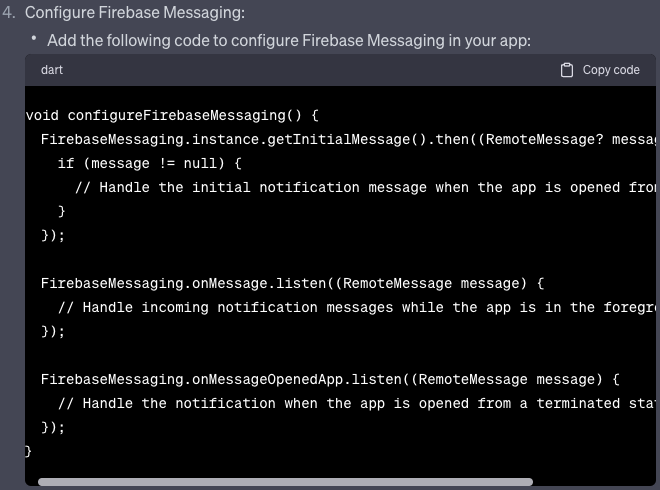 4. Configure Firebase Messaging:
• Add the following code to configure Firebase Messaging in your app:
dart Copy code
void configureFirebaseMessaging() {
  FirebaseMessaging.instance.getInitialMessage().then((RemoteMessage? messag
    if (message != null) {
      // Handle the initial notification message when the app is opened from
    }
  });

  FirebaseMessaging.onMessage.listen((RemoteMessage message) {
    // Handle incoming notification messages while the app is in the foregro
  });

  FirebaseMessaging.onMessageOpenedApp.listen((RemoteMessage message) {
    // Handle the notification when the app is opened from a terminated stat
  });
}